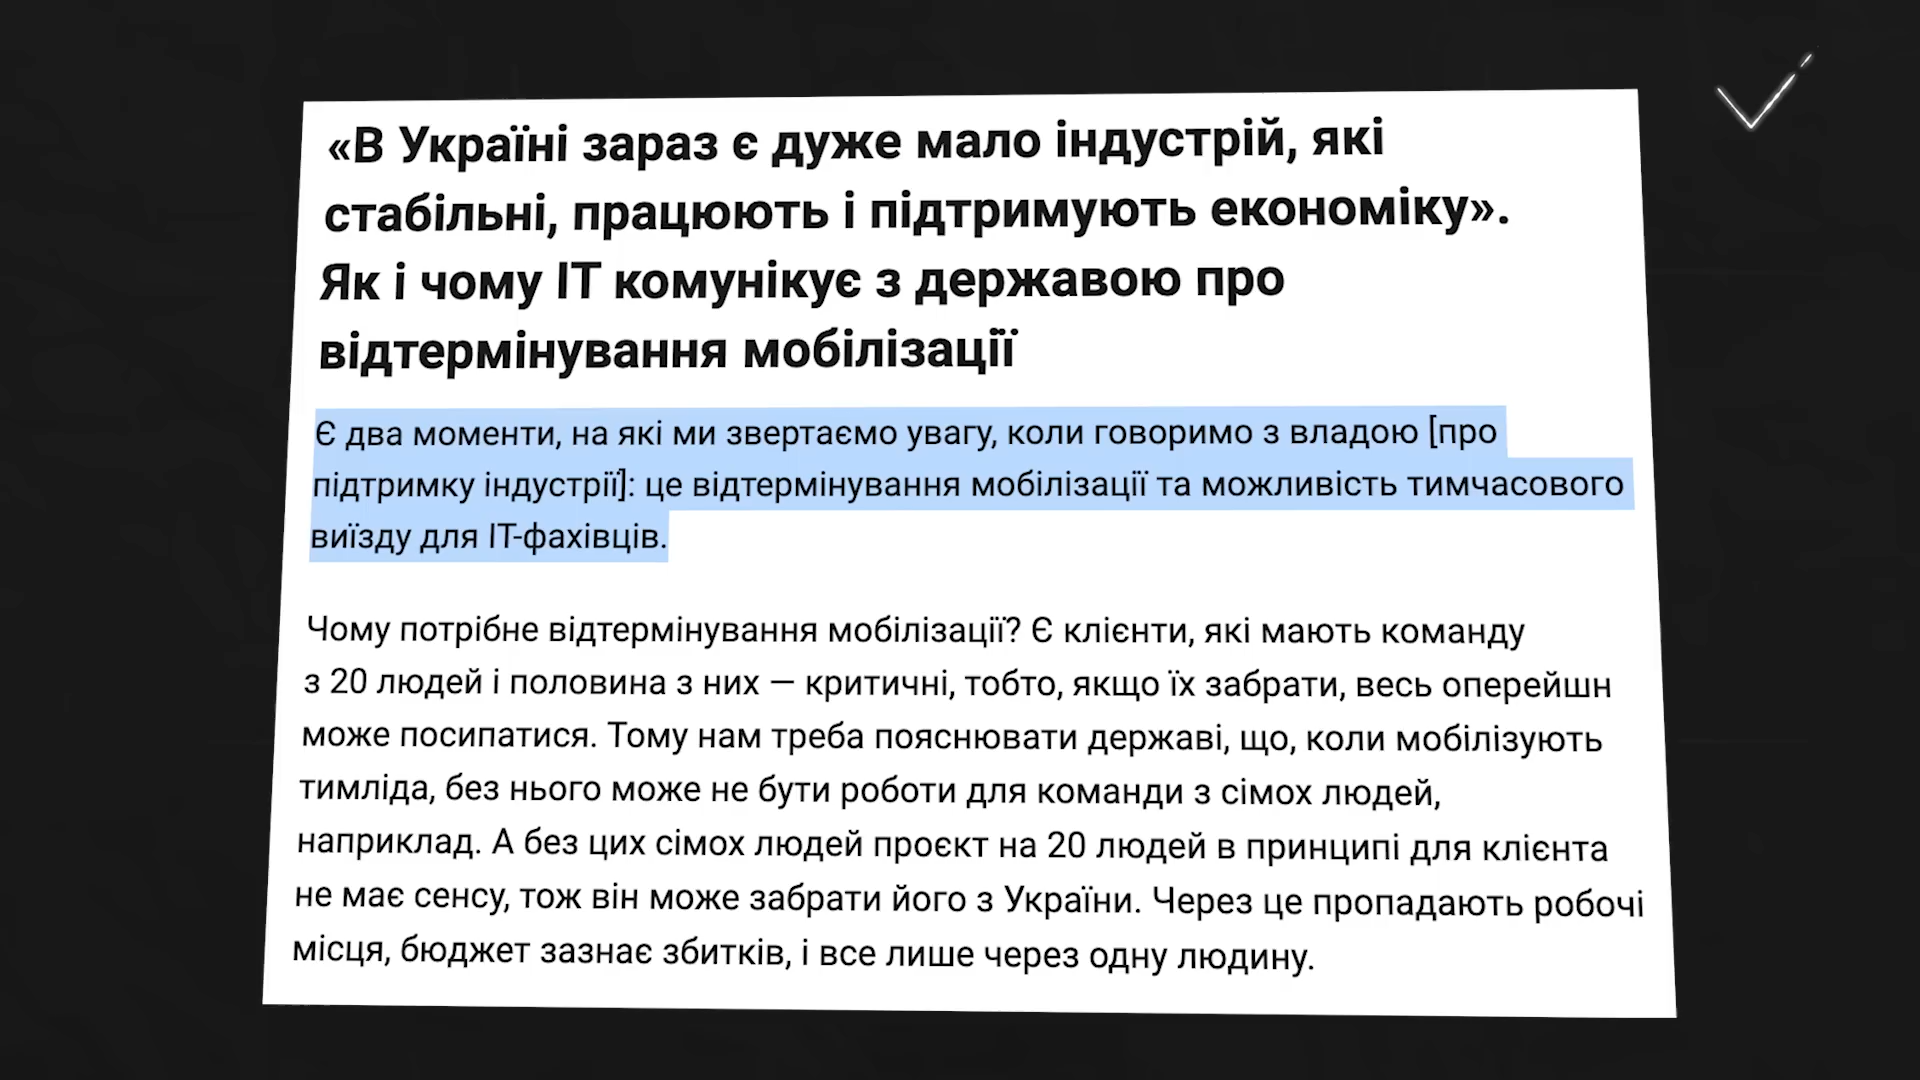 «В Україні зараз є дуже мало індустрій, які
стабільні, працюють і підтримують економіку».
Як і чому ІТ комунікує з державою про
відтермінування мобілізації
Є два моменти, на які ми звертаємо увагу, коли говоримо з владою [про
підтримку індустрії]: це відтермінування мобілізації та можливість тимчасового
виїзду для ІТ-фахівців.
Чому потрібне відтермінування мобілізації? Є клієнти, які мають команду
з 20 людей і половина з них — критичні, тобто, якщо їх забрати, весь оперейшн
може посипатися. Тому нам треба пояснювати державі, що, коли мобілізують
тимліда, без нього може не бути роботи для команди з сімох людей,
наприклад. А без цих сімох людей проєкт на 20 людей в принципі для клієнта
не має сенсу, тож він може забрати його з України. Через це пропадають робочі
місця, бюджет зазнає збитків, і все лише через одну людину.